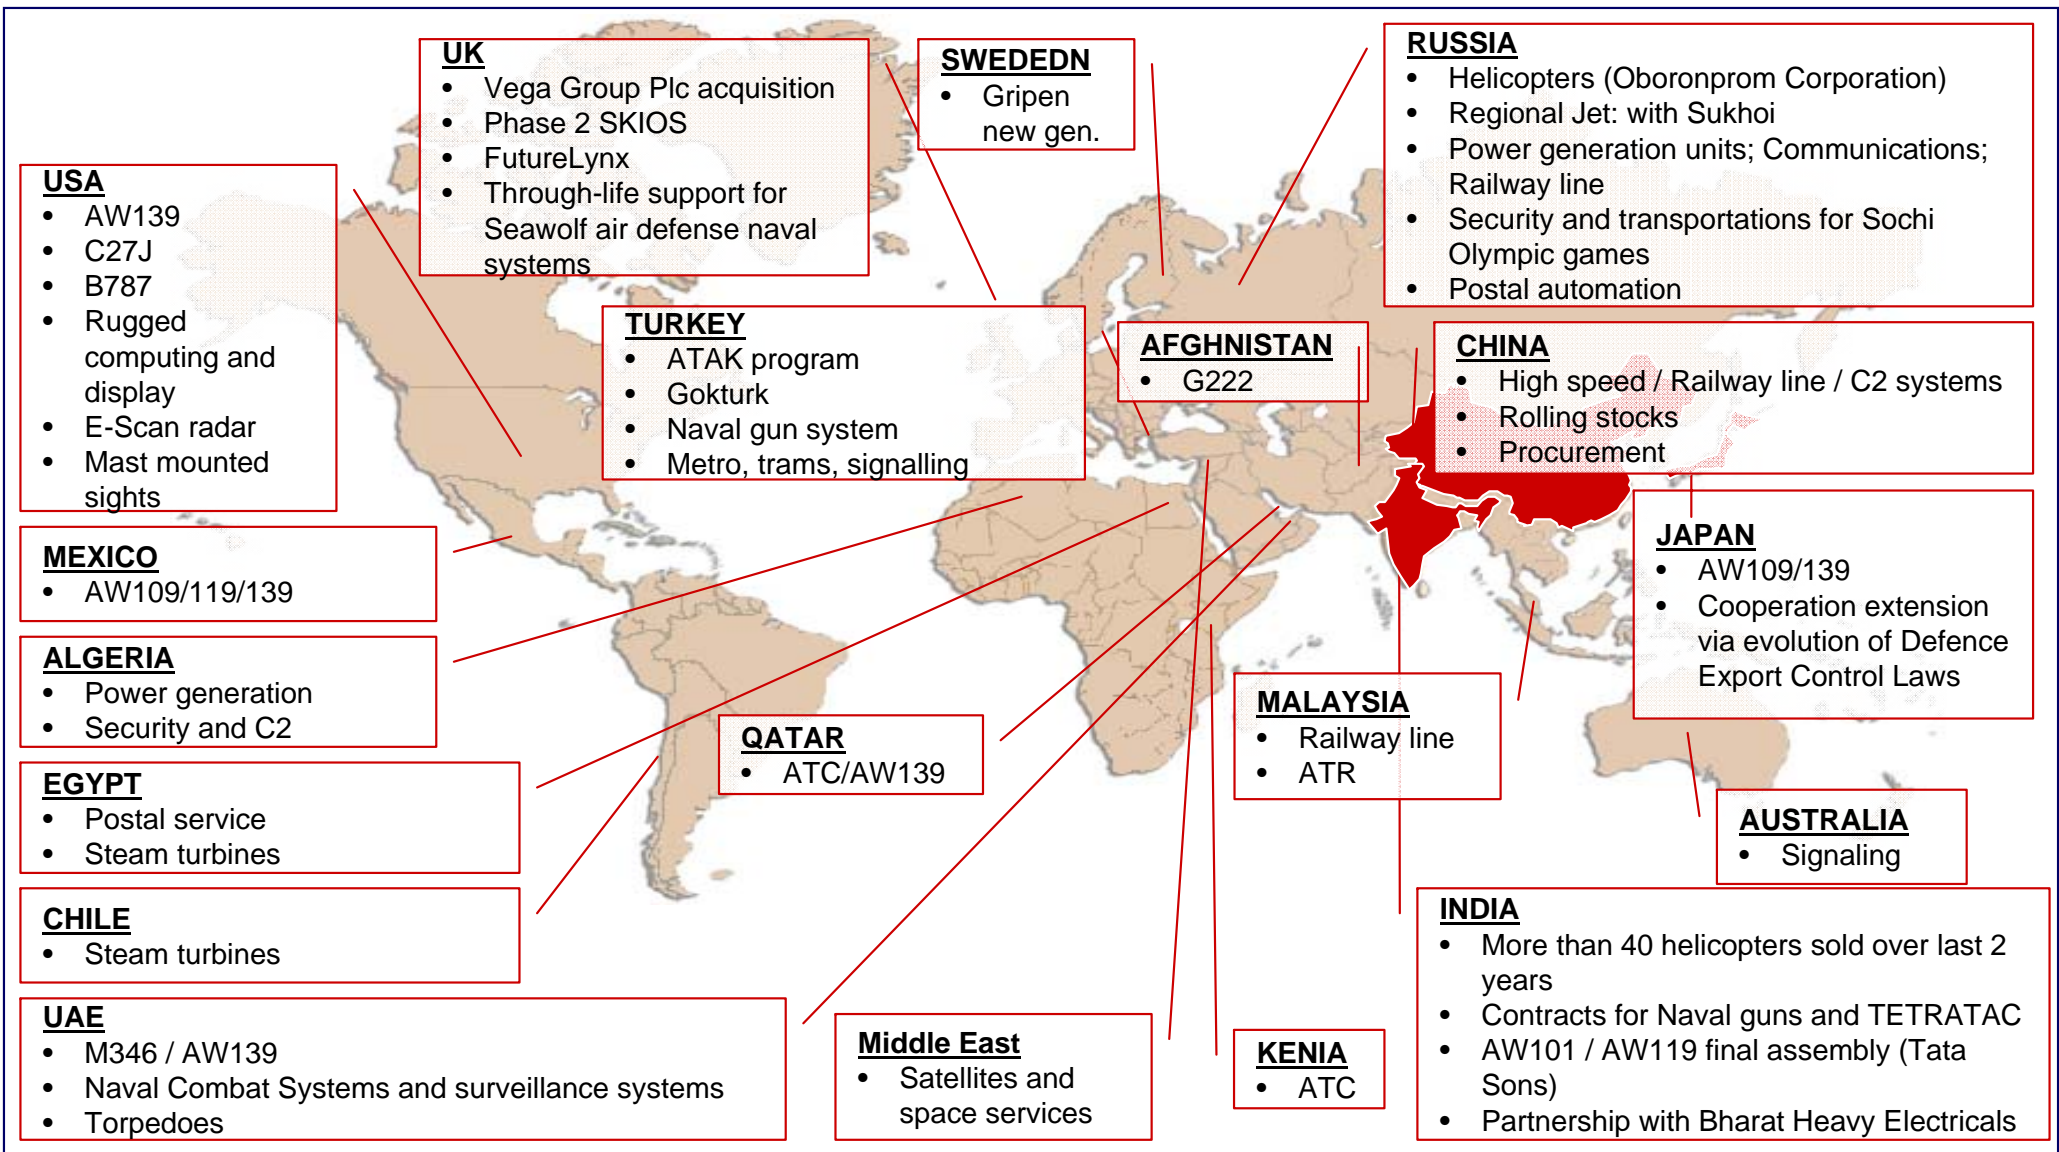 UK
• Vega Group Plc acquisition
• Phase 2 SKIOS
• FutureLynx
• Through-life support for
Seawolf air defense naval
systems
SWEDEDN
• Gripen
new gen.
RUSSIA
• Helicopters (Oboronprom Corporation)
• Regional Jet: with Sukhoi
• Power generation units; Communications;
Railway line
• Security and transportations for Sochi
Olympic games
• Postal automation
USA
• AW139
• C27J
• B787
• Rugged
computing and
display
• E-Scan radar
• Mast mounted
sights
TURKEY
• ATAK program
• Gokturk
• Naval gun system
• Metro, trams, signalling
AFGHNISTAN
• G222
CHINA
• High speed / Railway line / C2 systems
• Rolling stocks
• Procurement
MEXICO
• AW109/119/139
JAPAN
• AW109/139
• Cooperation extension
via evolution of Defence
Export Control Laws
ALGERIA
• Power generation
• Security and C2
QATAR
• ATC/AW139
MALAYSIA
• Railway line
• ATR
EGYPT
• Postal service
• Steam turbines
AUSTRALIA
• Signaling
CHILE
• Steam turbines
INDIA
• More than 40 helicopters sold over last 2
years
• Contracts for Naval guns and TETRATAC
• AW101 / AW119 final assembly (Tata
Sons)
• Partnership with Bharat Heavy Electricals
UAE
• M346 / AW139
• Naval Combat Systems and surveillance systems
• Torpedoes
Middle East
• Satellites and
space services
KENIA
• ATC